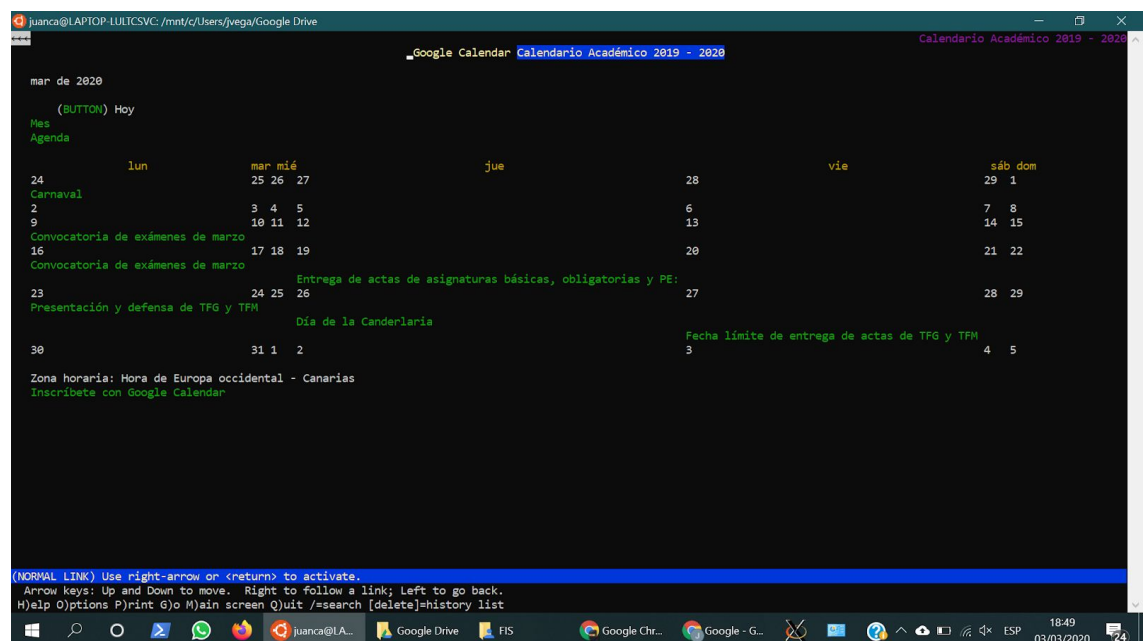 juanca@LAPTOP-LULTCSVC: /mnt/c/Users/jvega/Google Drive
<<< Calendario Académico 2019 - 2020
Google Calendar Calendario Académico 2019 - 2020
mar de 2020
(BUTTON) Hoy
Mes
Agenda
lun mar mié jue vie sáb dom
24 25 26 27 28 29 1
Carnaval
2 3 4 5 6 7 8
9 10 11 12 13 14 15
Convocatoria de exámenes de marzo
16 17 18 19 20 21 22
Convocatoria de exámenes de marzo
Entrega de actas de asignaturas básicas, obligatorias y PE:
23 24 25 26 27 28 29
Presentación y defensa de TFG y TFM
Día de la Canderlaria
Fecha límite de entrega de actas de TFG y TFM
30 31 1 2 3 4 5
Zona horaria: Hora de Europa occidental - Canarias
Inscríbete con Google Calendar
(NORMAL LINK) Use right-arrow or <return> to activate.
Arrow keys: Up and Down to move. Right to follow a link; Left to go back.
H)elp O)ptions P)rint G)o M)ain screen Q)uit /=search [delete]=history list
juanca@LA... Google Drive FIS Google Chr... Google - G... ESP 18:49
03/03/2020 24